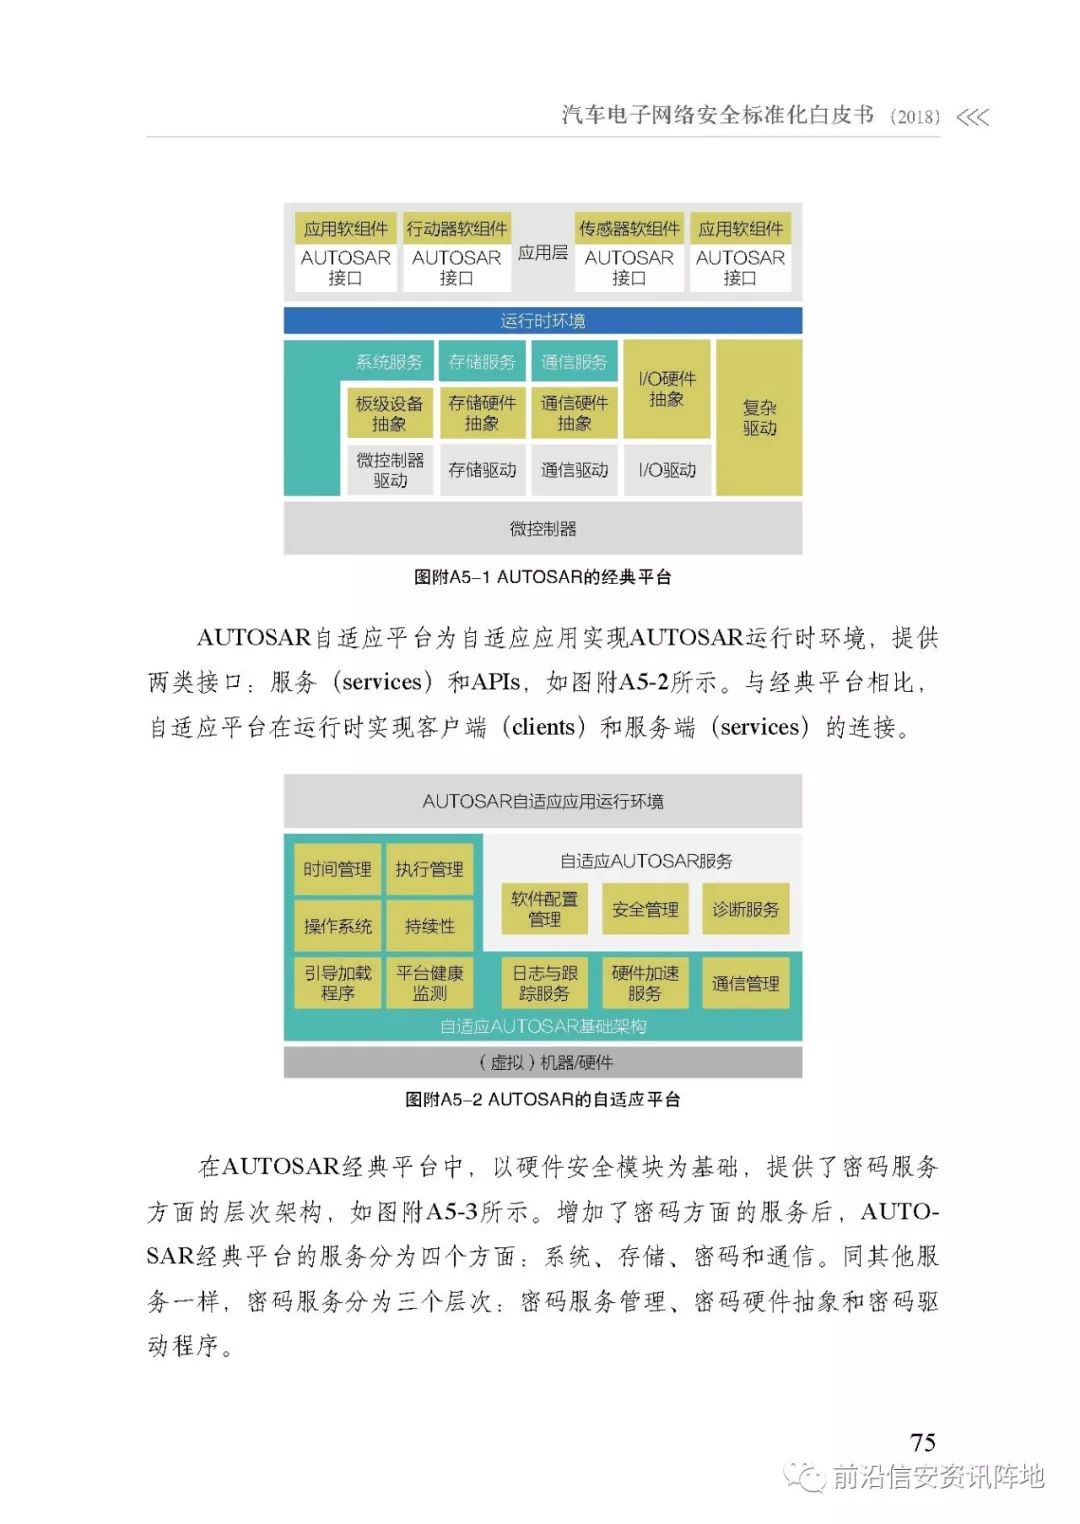 汽车电子网络安全标准化白皮书 (2018)
应用软组件 行动器软组件 传感器软组件 应用软组件
AUTOSAR接口 AUTOSAR接口 应用层 AUTOSAR接口 AUTOSAR接口
运行时环境
系统服务 存储服务 通信服务
I/O硬件抽象
复杂驱动
板级设备抽象 存储硬件抽象 通信硬件抽象
微控制器驱动 存储驱动 通信驱动 I/O驱动
微控制器
图附A5-1 AUTOSAR的经典平台
AUTOSAR自适应平台为自适应应用实现AUTOSAR运行时环境，提供
两类接口：服务（services）和APIs，如图附A5-2所示。与经典平台相比，
自适应平台在运行时实现客户端（clients）和服务端（services）的连接。
AUTOSAR自适应应用运行环境
时间管理 执行管理
自适应AUTOSAR服务
软件配置管理 安全管理 诊断服务
操作系统 持续性
引导加载程序 平台健康监测 日志与跟踪服务 硬件加速服务 通信管理
自适应AUTOSAR基础架构
（虚拟）机器/硬件
图附A5-2 AUTOSAR的自适应平台
在AUTOSAR经典平台中，以硬件安全模块为基础，提供了密码服务
方面的层次架构，如图附A5-3所示。增加了密码方面的服务后，AUTO-
SAR经典平台的服务分为四个方面：系统、存储、密码和通信。同其他服
务一样，密码服务分为三个层次：密码服务管理、密码硬件抽象和密码驱
动程序。
75
前沿信安资讯阵地